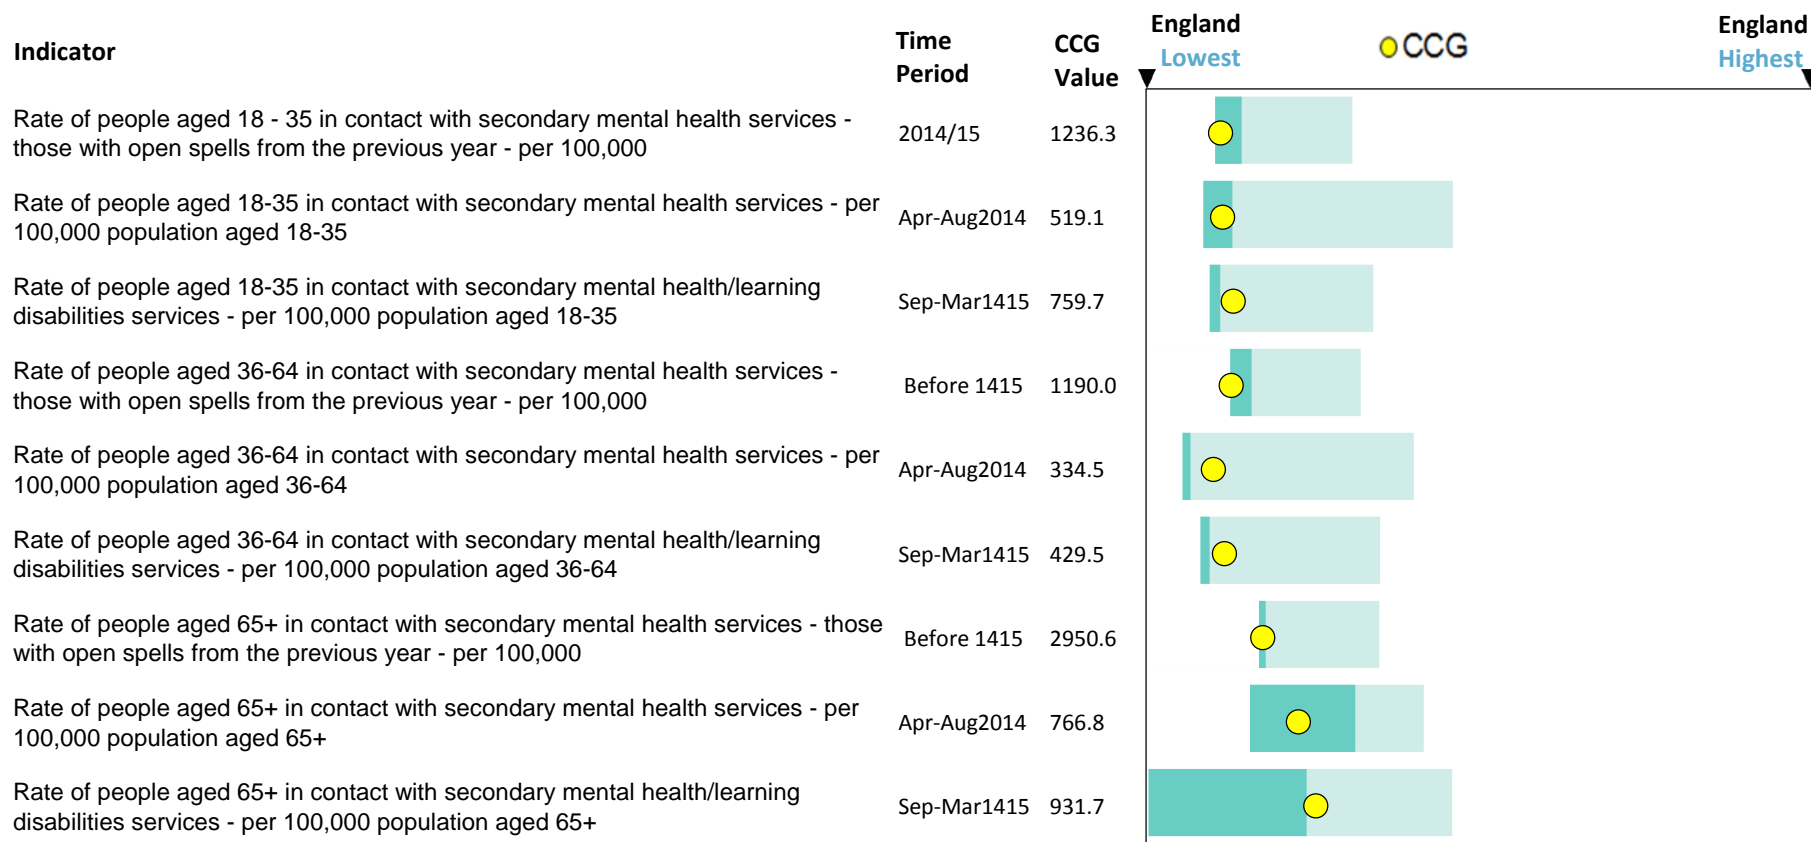 Indicator
Time
Period
CCG
Value
England
Lowest
CCG
England
Highest
Rate of people aged 18 - 35 in contact with secondary mental health services -
those with open spells from the previous year - per 100,000
2014/15
1236.3
Rate of people aged 18-35 in contact with secondary mental health services - per
100,000 population aged 18-35
Apr-Aug2014
519.1
Rate of people aged 18-35 in contact with secondary mental health/learning
disabilities services - per 100,000 population aged 18-35
Sep-Mar1415
759.7
Rate of people aged 36-64 in contact with secondary mental health services -
those with open spells from the previous year - per 100,000
Before 1415
1190.0
Rate of people aged 36-64 in contact with secondary mental health services - per
100,000 population aged 36-64
Apr-Aug2014
334.5
Rate of people aged 36-64 in contact with secondary mental health/learning
disabilities services - per 100,000 population aged 36-64
Sep-Mar1415
429.5
Rate of people aged 65+ in contact with secondary mental health services - those
with open spells from the previous year - per 100,000
Before 1415
2950.6
Rate of people aged 65+ in contact with secondary mental health services - per
100,000 population aged 65+
Apr-Aug2014
766.8
Rate of people aged 65+ in contact with secondary mental health/learning
disabilities services - per 100,000 population aged 65+
Sep-Mar1415
931.7